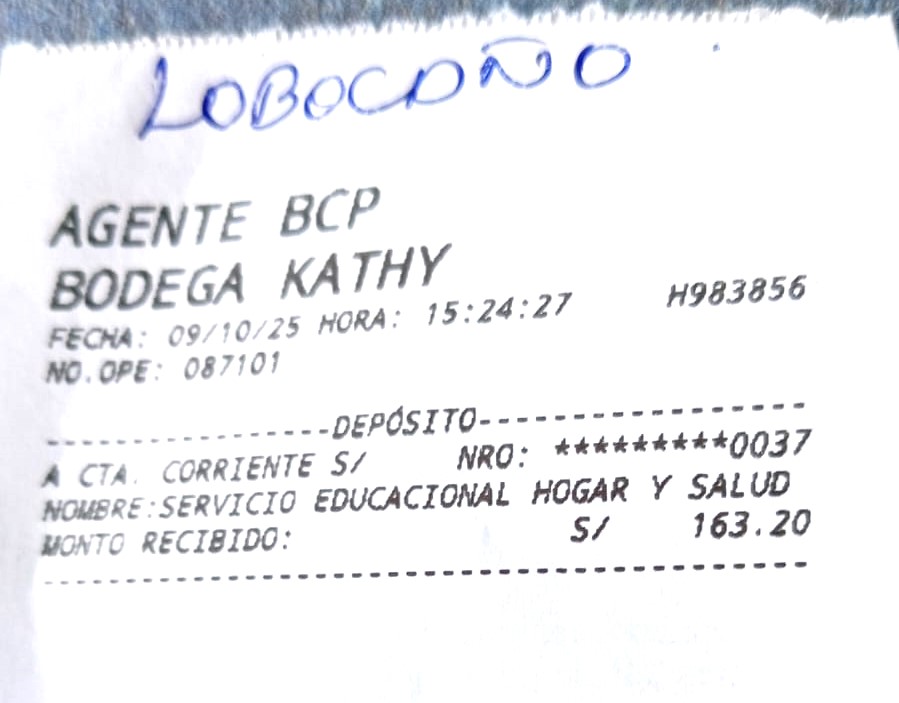 LOBOCAÑO
AGENTE BCP
BODEGA KATHY
FECHA: 09/10/25 HORA: 15:24:27 H983856
NO.OPE: 087101
----------------DEPÓSITO-----------------
A CTA. CORRIENTE S/ NRO: *********0037
NOMBRE:SERVICIO EDUCACIONAL HOGAR Y SALUD
MONTO RECIBIDO: S/ 163.20
-----------------------------------------